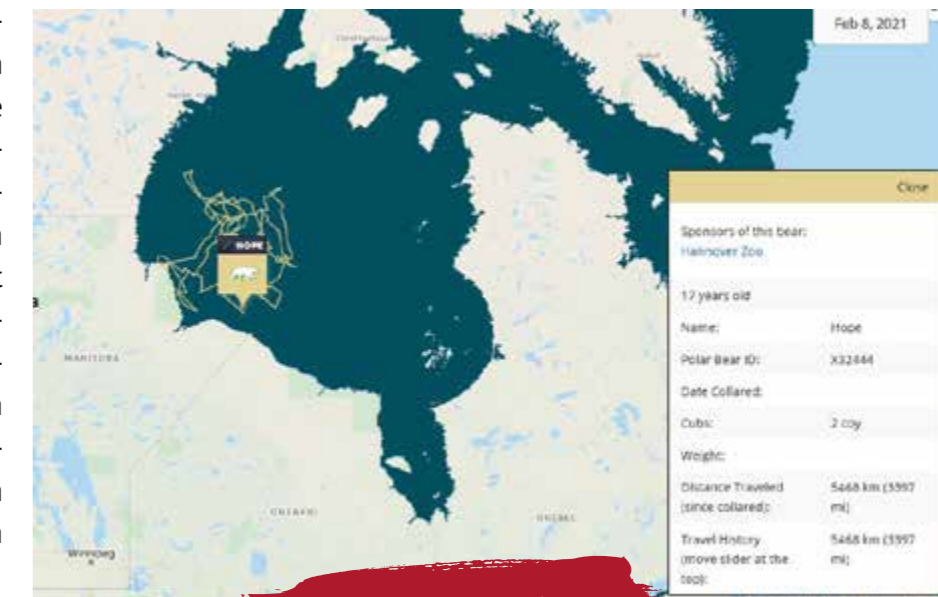 Feb 8, 2021
HOPE
MANITOBA
ONTARIO
QUEBEC
Winnipeg
Close
Sponsors of this bear:
Hannover Zoo
17 years old
Name: Hope
Polar Bear ID: X32444
Date Collared:
Cubs: 2 coy
Weight:
Distance Traveled 5468 km (3397
(since collared): mi)
Travel History 5468 km (3397
(move slider at the mi)
top):